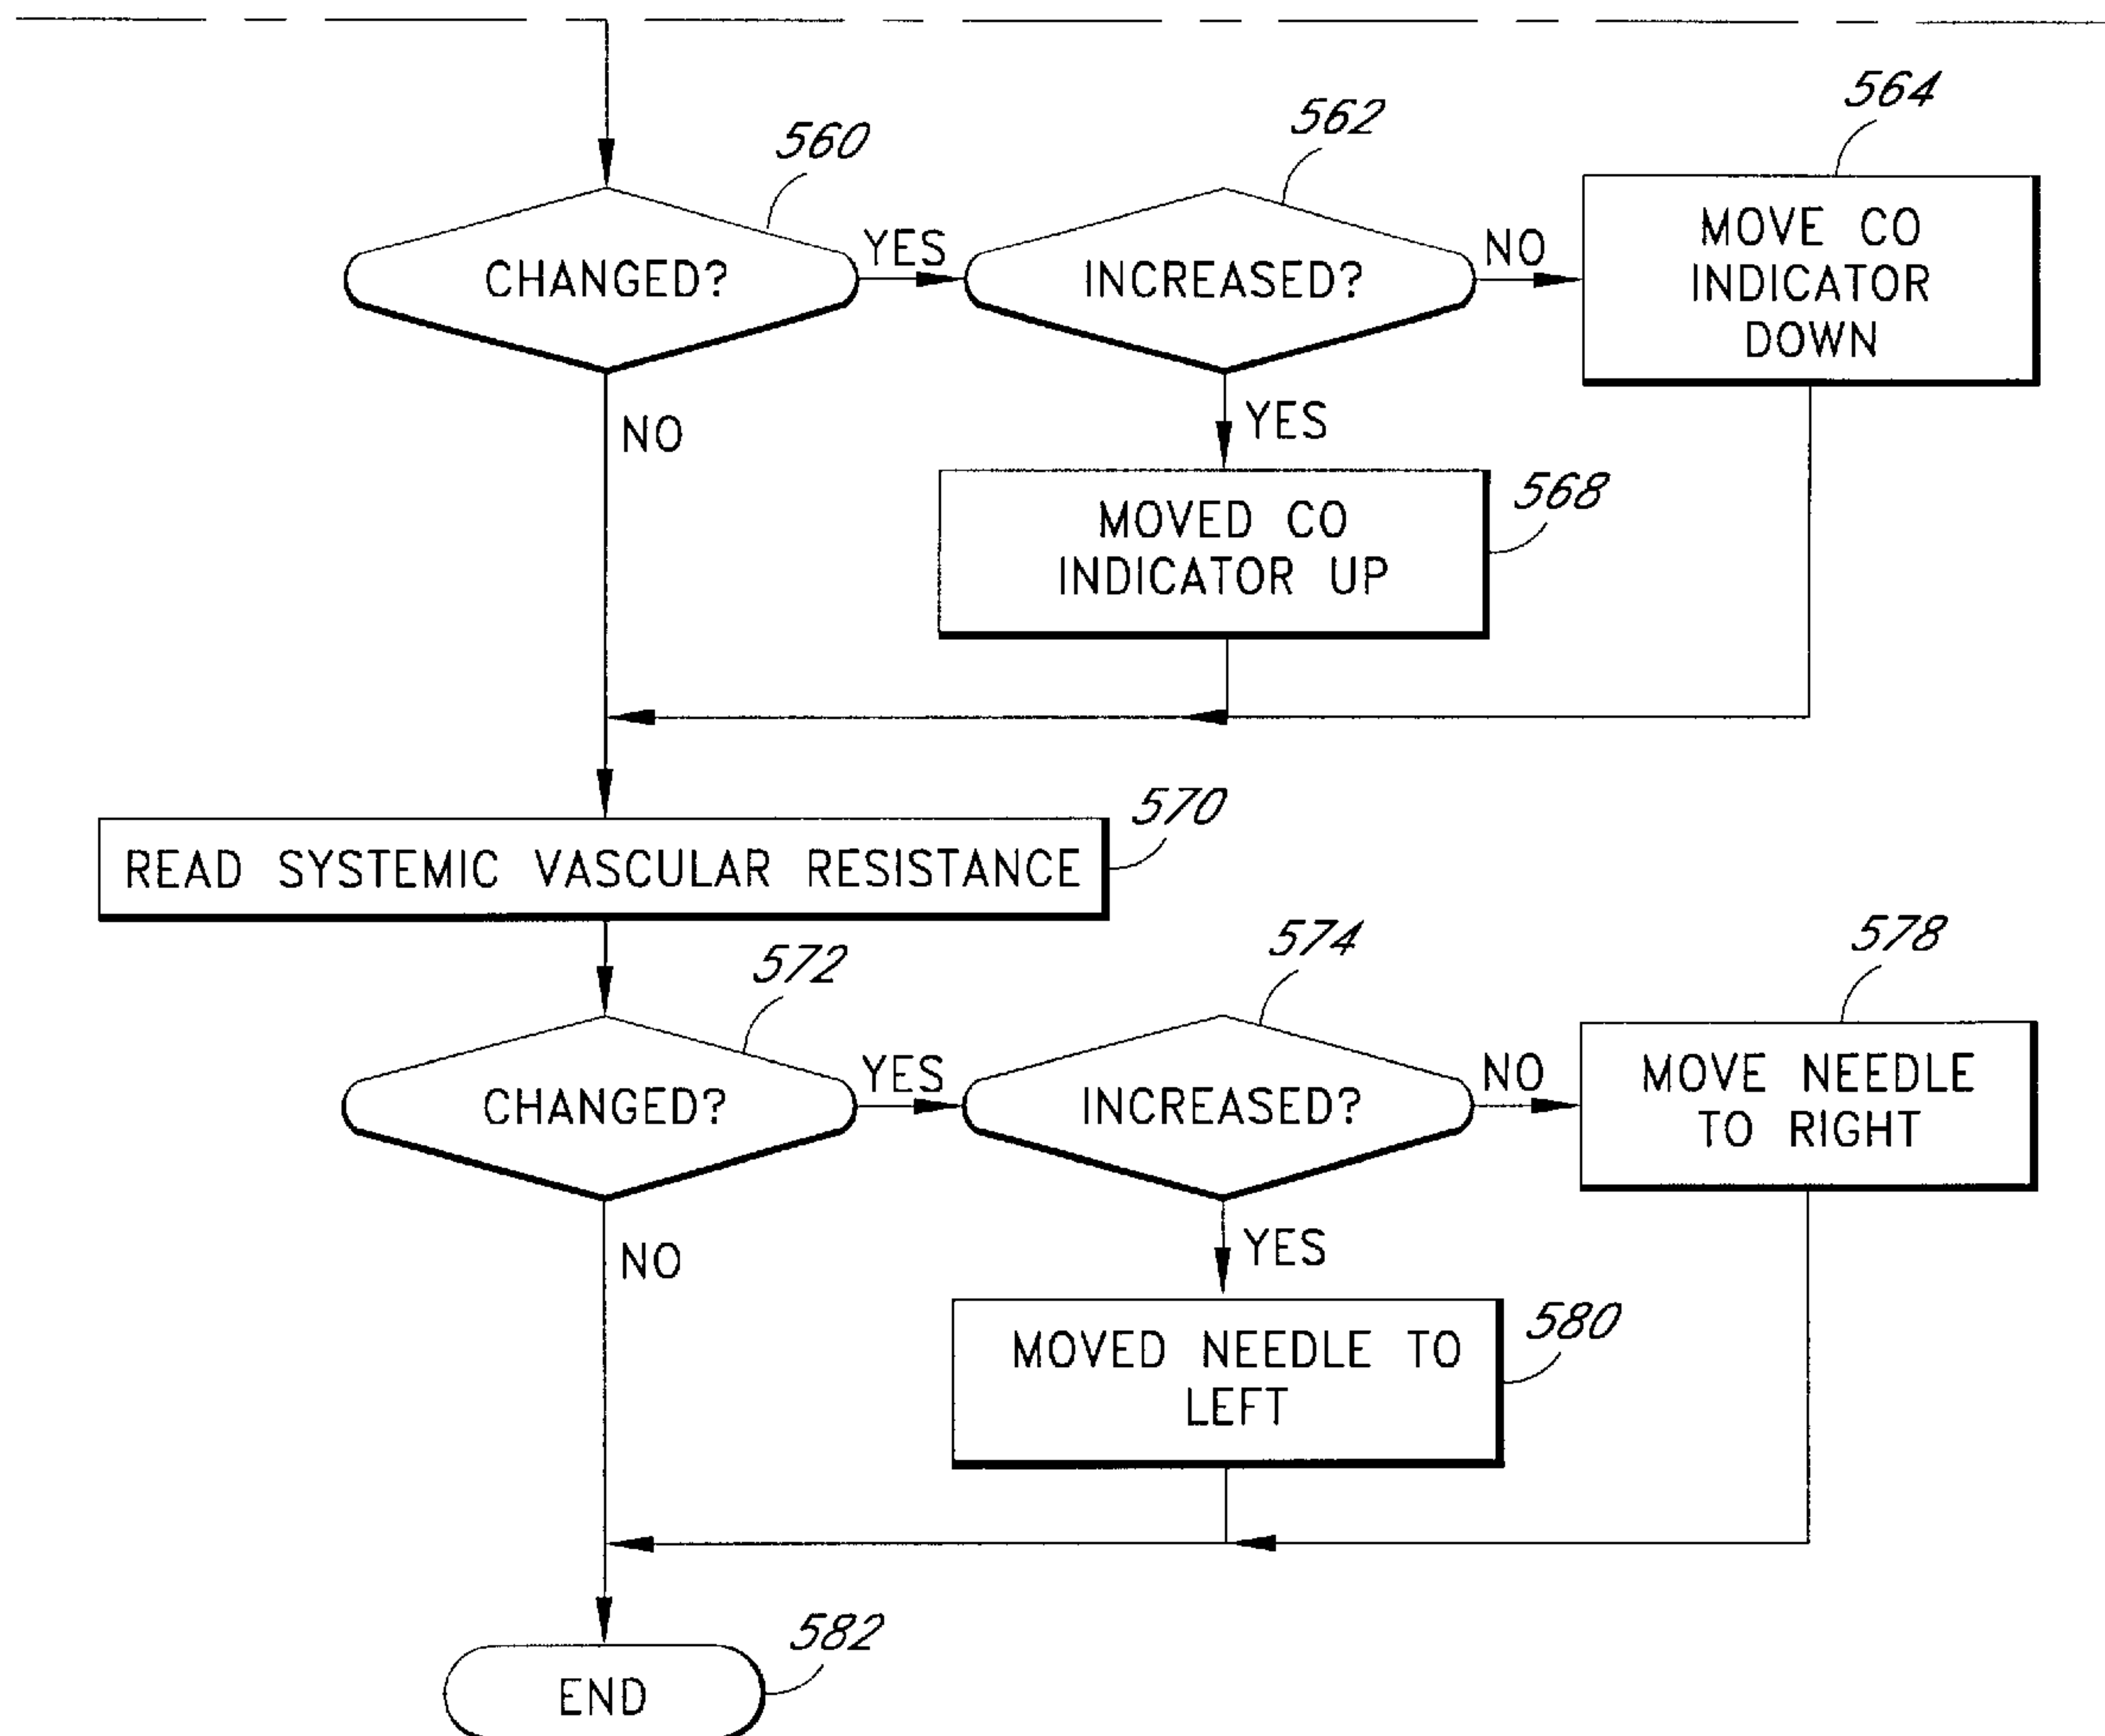 560
562
564
CHANGED?
YES
INCREASED?
NO
MOVE CO
INDICATOR
DOWN
NO
YES
MOVED CO
INDICATOR UP
568
READ SYSTEMIC VASCULAR RESISTANCE
570
572
574
578
CHANGED?
YES
INCREASED?
NO
MOVE NEEDLE
TO RIGHT
NO
YES
MOVED NEEDLE TO
LEFT
580
END
582